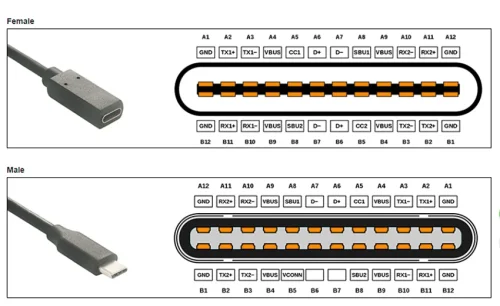 Female
A1 A2 A3 A4 A5 A6 A7 A8 A9 A10 A11 A12
GND TX1+ TX1− VBUS CC1 D+ D− SBU1 VBUS RX2− RX2+ GND
GND RX1+ RX1− VBUS SBU2 D− D+ CC2 VBUS TX2− TX2+ GND
B12 B11 B10 B9 B8 B7 B6 B5 B4 B3 B2 B1
Male
A12 A11 A10 A9 A8 A7 A6 A5 A4 A3 A2 A1
GND RX2+ RX2− VBUS SBU1 D− D+ CC1 VBUS TX1− TX1+ GND
GND TX2+ TX2− VBUS VCONN SBU2 VBUS RX1− RX1+ GND
B1 B2 B3 B4 B5 B6 B7 B8 B9 B10 B11 B12